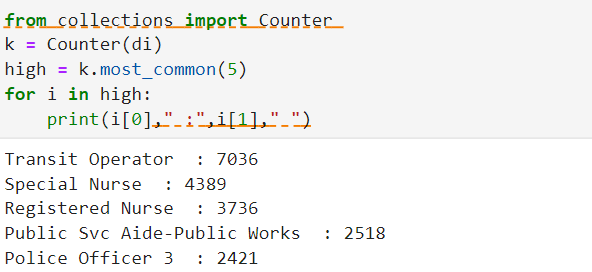 from collections import Counter
k = Counter(di)
high = k.most_common(5)
for i in high:
    print(i[0]," :",i[1]," ")
Transit Operator  : 7036
Special Nurse  : 4389
Registered Nurse  : 3736
Public Svc Aide-Public Works  : 2518
Police Officer 3  : 2421